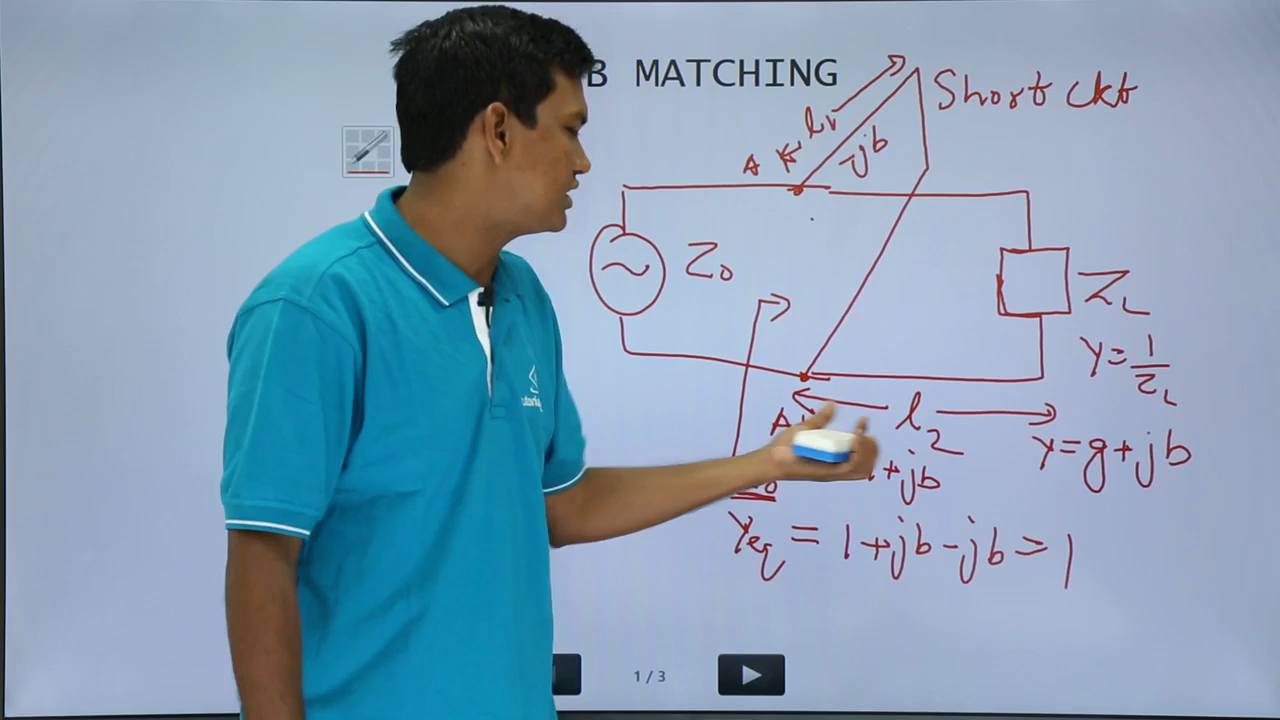 B MATCHING
Short ckt
l1
-jb
A
Z0
ZL
Y = 1/ZL
A
l2
Y = g + jb
+jb
Yeq = 1 + jb - jb = 1
1 / 3